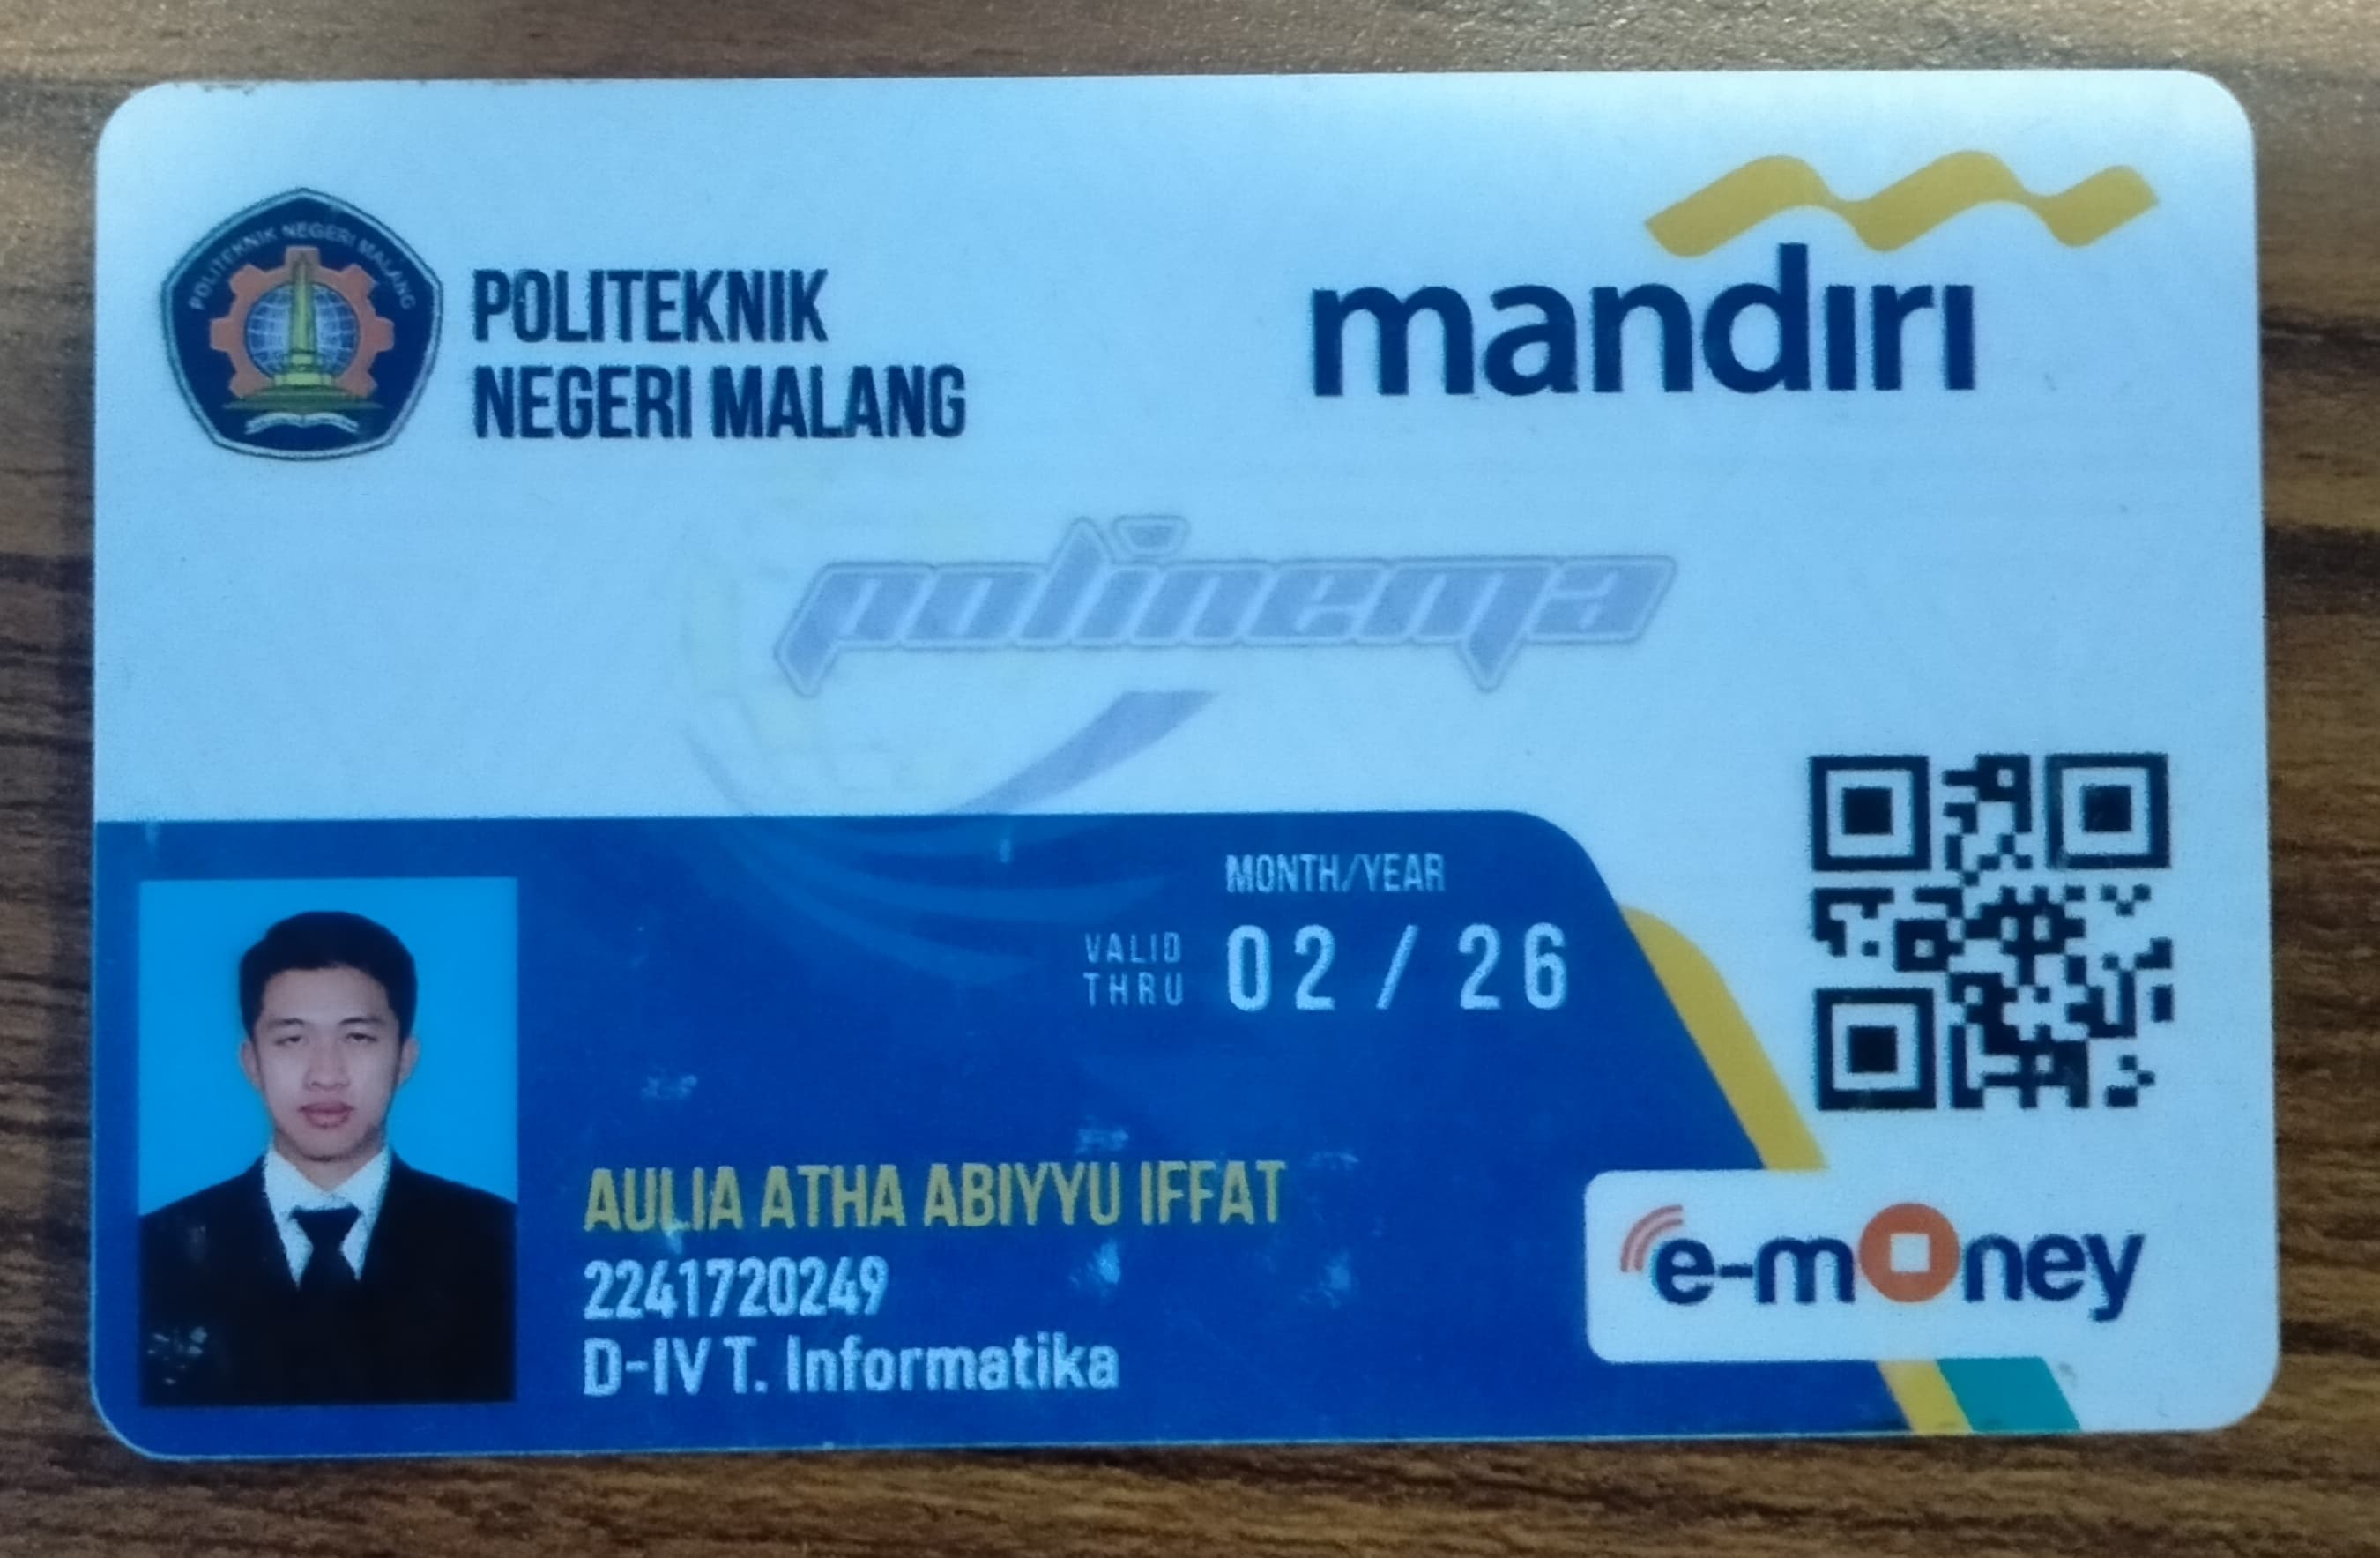 POLITEKNIK NEGERI MALANG
POLITEKNIK
NEGERI MALANG
mandiri
polinema
MONTH/YEAR
VALID
THRU
02 / 26
AULIA ATHA ABIYYU IFFAT
2241720249
D-IV T. Informatika
e-money